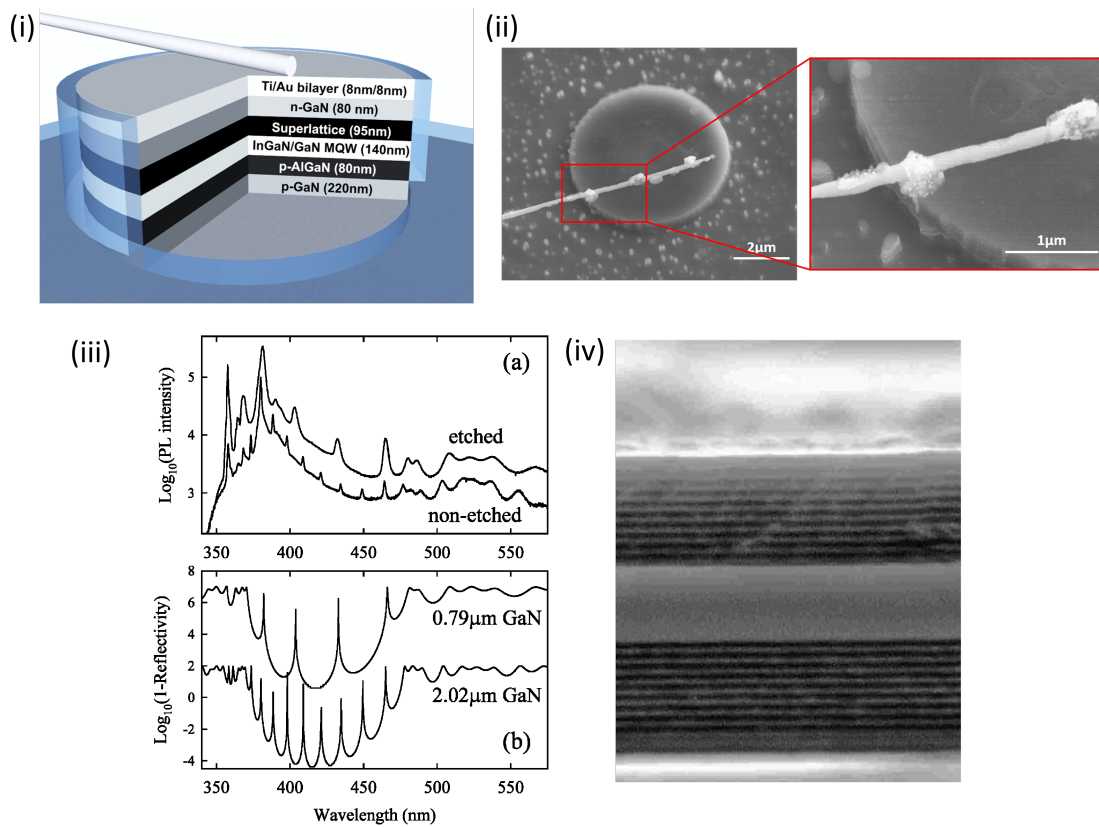 (i)
Ti/Au bilayer (8nm/8nm)
n-GaN (80 nm)
Superlattice (95nm)
InGaN/GaN MQW (140nm)
p-AlGaN (80nm)
p-GaN (220nm)
(ii)
2μm
1μm
(iii)
(a)
Log10(PL intensity)
5
4
3
etched
non-etched
350 400 450 500 550
(b)
Log10(1-Reflectivity)
8
6
4
2
0
-2
-4
0.79μm GaN
2.02μm GaN
350 400 450 500 550
Wavelength (nm)
(iv)